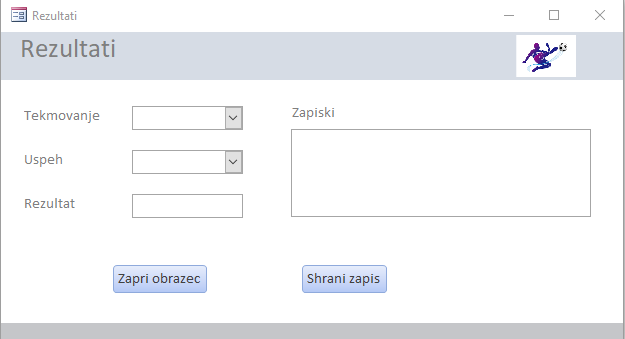 Rezultati
Rezultati
Tekmovanje
Uspeh
Rezultat
Zapiski
Zapri obrazec
Shrani zapis